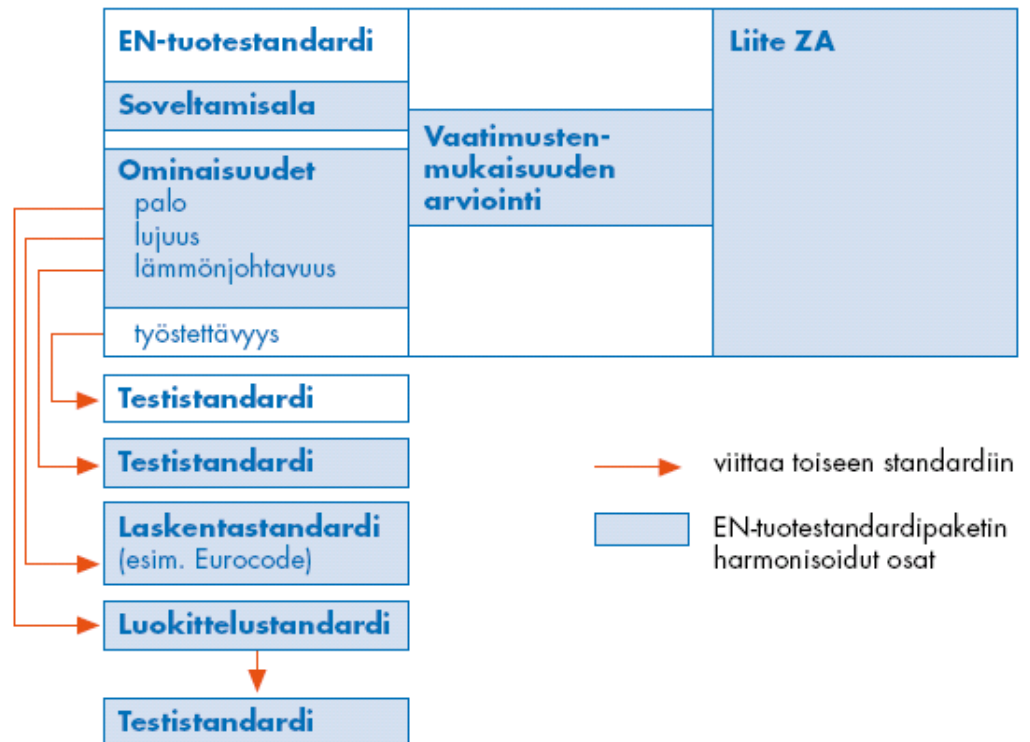 EN-tuotestandardi
Soveltamisala
Ominaisuudet
palo
lujuus
lämmönjohtavuus
työstettävyys
Vaatimusten-
mukaisuuden
arviointi
Liite ZA
Testistandardi
Testistandardi
Laskentastandardi
(esim. Eurocode)
Luokittelustandardi
Testistandardi
viittaa toiseen standardiin
EN-tuotestandardipaketin
harmonisoidut osat